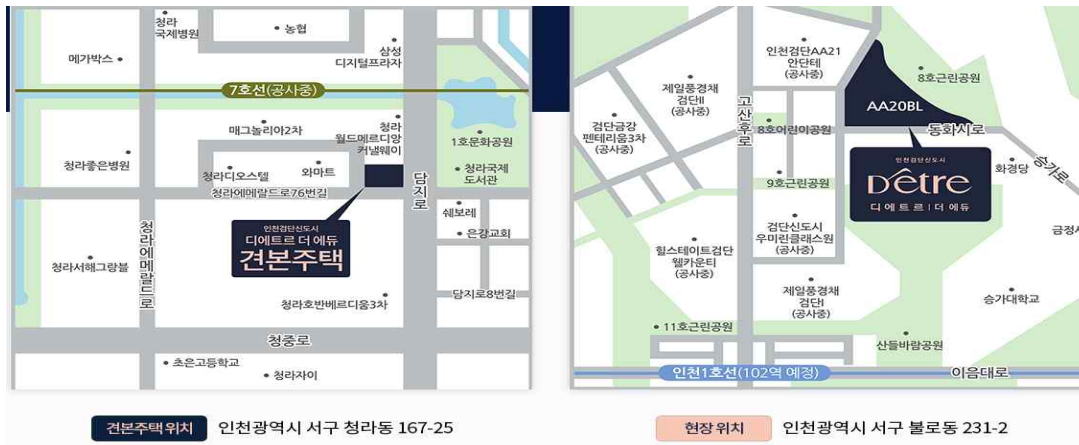 청라
국제병원
농협
삼성
디지털프라자
메가박스
7호선(공사중)
매그놀리아2차
청라
월드메르디앙
커낼웨이
1호문화공원
청라좋은병원
청라디오스텔
와마트
청라국제
도서관
청라에메랄드로76번길
담지로
쉐보레
은강교회
인천검단신도시
디에트르 더 에듀
견본주택
청라에메랄드로
청라서해그랑블
청라호반베르디움3차
담지로8번길
청중로
초은고등학교
청라자이
견본주택 위치
인천광역시 서구 청라동 167-25
인천검단AA21
안단테
(공사중)
8호근린공원
제일풍경채
검단II
(공사중)
고산후로
AA20BL
검단금강
펜테리움3차
(공사중)
8호어린이공원
동화시로
인천검단신도시
Dêtre
디에트르 | 더 에듀
화경당
승가로
9호근린공원
금정사
검단신도시
우미린클래스원
(공사중)
힐스테이트검단
웰카운티
(공사중)
제일풍경채
검단I
(공사중)
승가대학교
11호근린공원
산들바람공원
인천1호선(102역 예정)
이음대로
현장 위치
인천광역시 서구 불로동 231-2